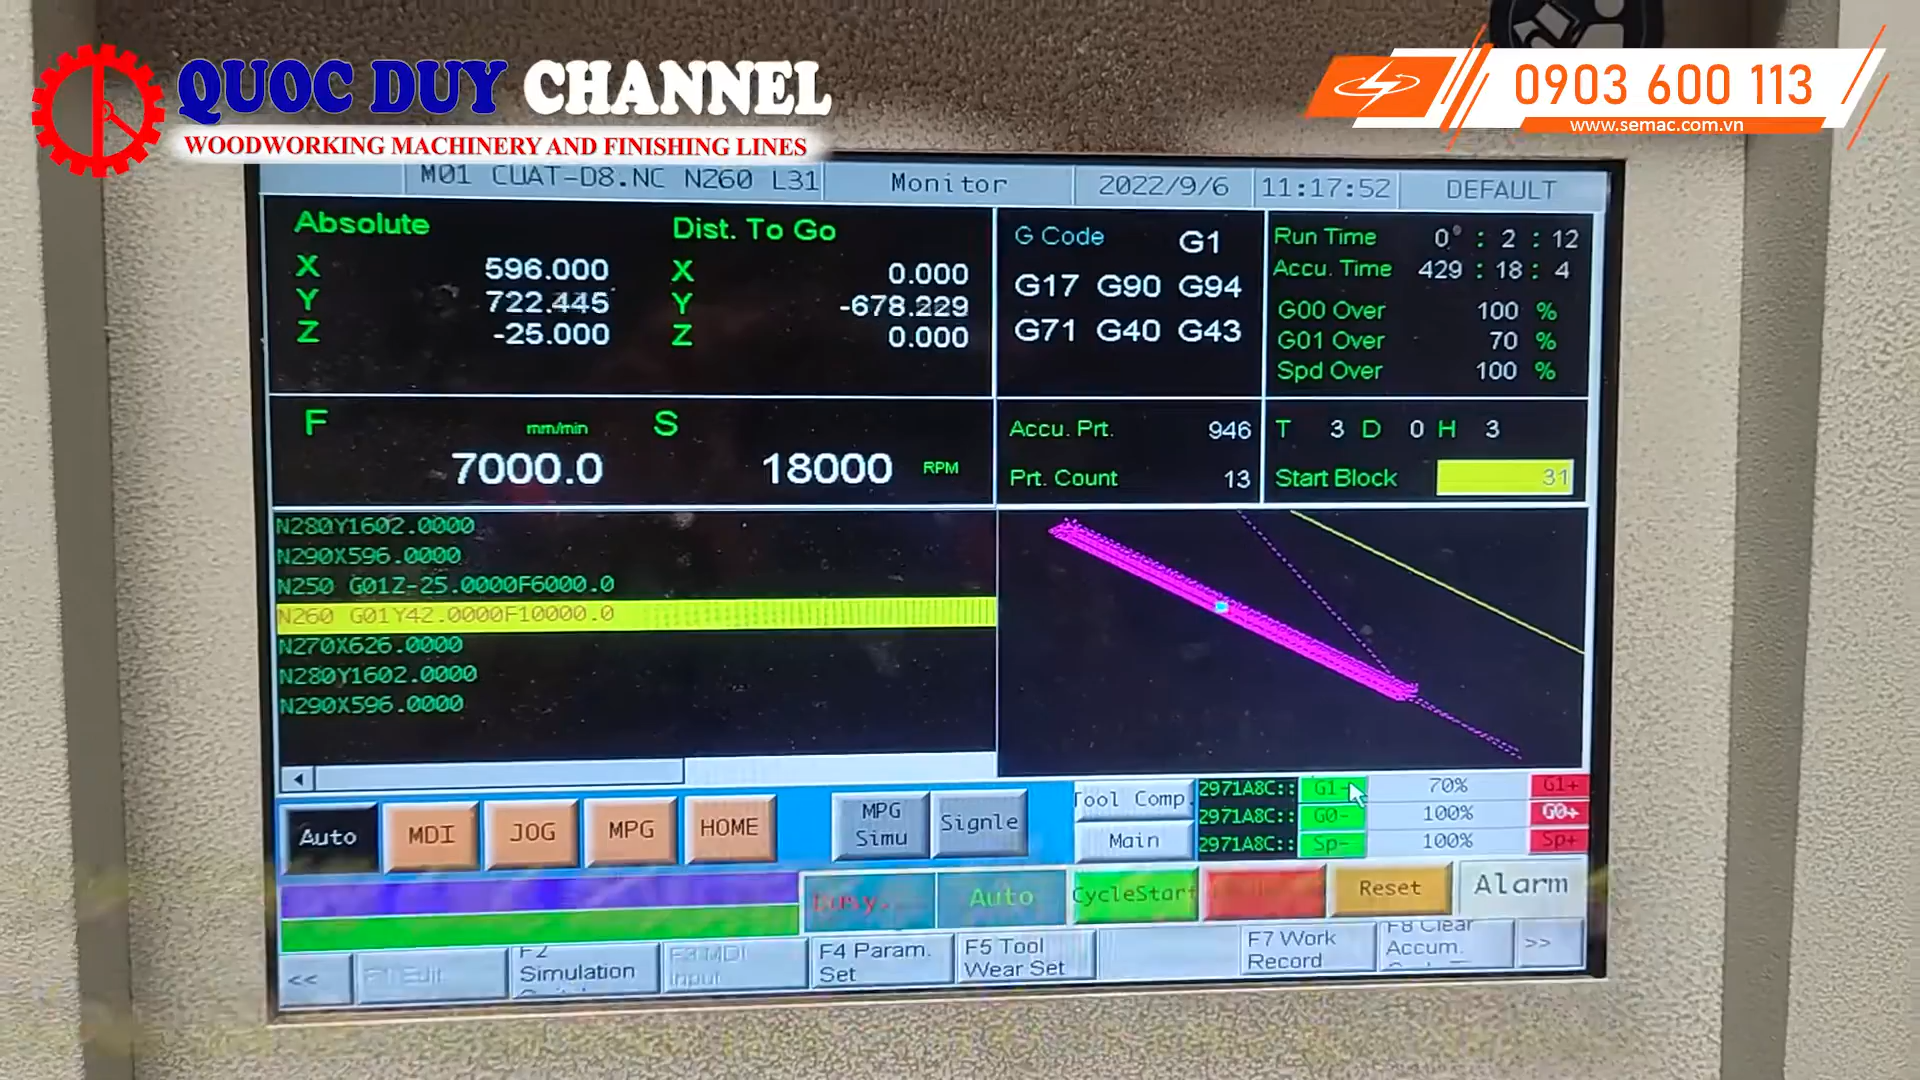 QUOC DUY CHANNEL
WOODWORKING MACHINERY AND FINISHING LINES
0903 600 113
www.semac.com.vn
M01 CUAT-D8.NC N260 L31 Monitor 2022/9/6 11:17:52 DEFAULT
Absolute Dist. To Go
X 596.000 X 0.000
Y 722.445 Y -678.229
Z -25.000 Z 0.000
G Code G1
G17 G90 G94
G71 G40 G43
Run Time 0 : 2 : 12
Accu. Time 429 : 18 : 4
G00 Over 100 %
G01 Over 70 %
Spd Over 100 %
F mm/min S
7000.0 18000 RPM
Accu. Prt. 946
Prt. Count 13
T 3 D 0 H 3
Start Block 31
N280Y1602.0000
N290X596.0000
N250 G01Z-25.0000F6000.0
N260 G01Y42.0000F10000.0
N270X626.0000
N280Y1602.0000
N290X596.0000
Auto MDI JOG MPG HOME
MPG Simu
Signle
Tool Comp.
Main
2971A8C:: G1- 70% G1+
2971A8C:: G0- 100% G0+
2971A8C:: Sp- 100% Sp+
Busy... Auto CycleStart Reset Alarm
<< F1 Edit
F2 Simulation
F3 MDI Input
F4 Param. Set
F5 Tool Wear Set
F7 Work Record
F8 Clear Accum.
>>